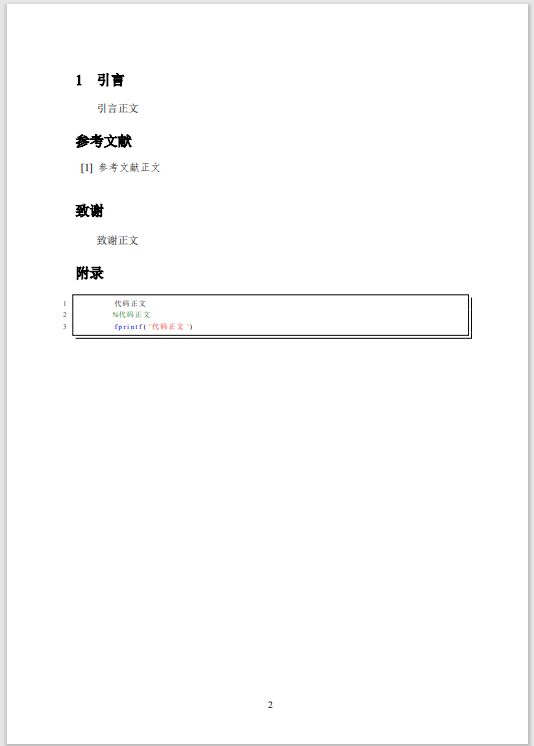 1 引言
引言正文
参考文献
[1] 参考文献正文
致谢
致谢正文
附录
1 代码正文
2 %代码正文
3 fprintf('代码正文')
2